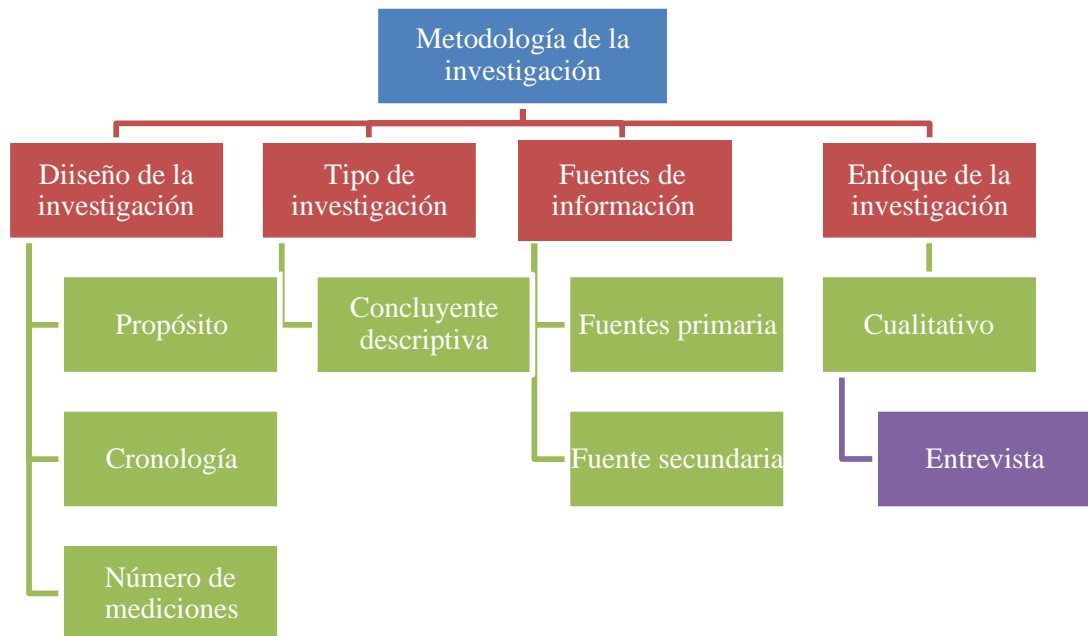 Metodología de la
investigación
Diiseño de la
investigación
Tipo de
investigación
Fuentes de
información
Enfoque de la
investigación
Propósito
Concluyente
descriptiva
Fuentes primaria
Cualitativo
Cronología
Fuente secundaria
Entrevista
Número de
mediciones